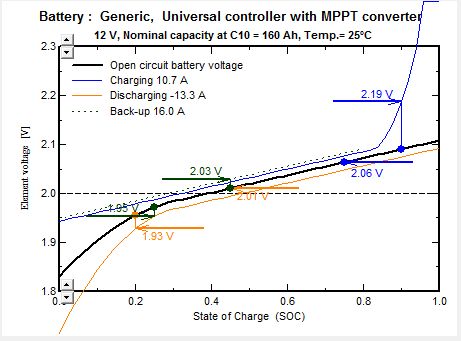 Battery : Generic, Universal controller with MPPT converter
12 V, Nominal capacity at C10 = 160 Ah, Temp.= 25°C
2.3
Open circuit battery voltage
Charging 10.7 A
Discharging -13.3 A
Back-up 16.0 A
2.2
2.19 V
2.1
2.03 V
2.06 V
2.0
2.01 V
1.95 V
1.93 V
1.9
1.8
Element voltage [V]
0.2 0.4 0.6 0.8 1.0
State of Charge (SOC)